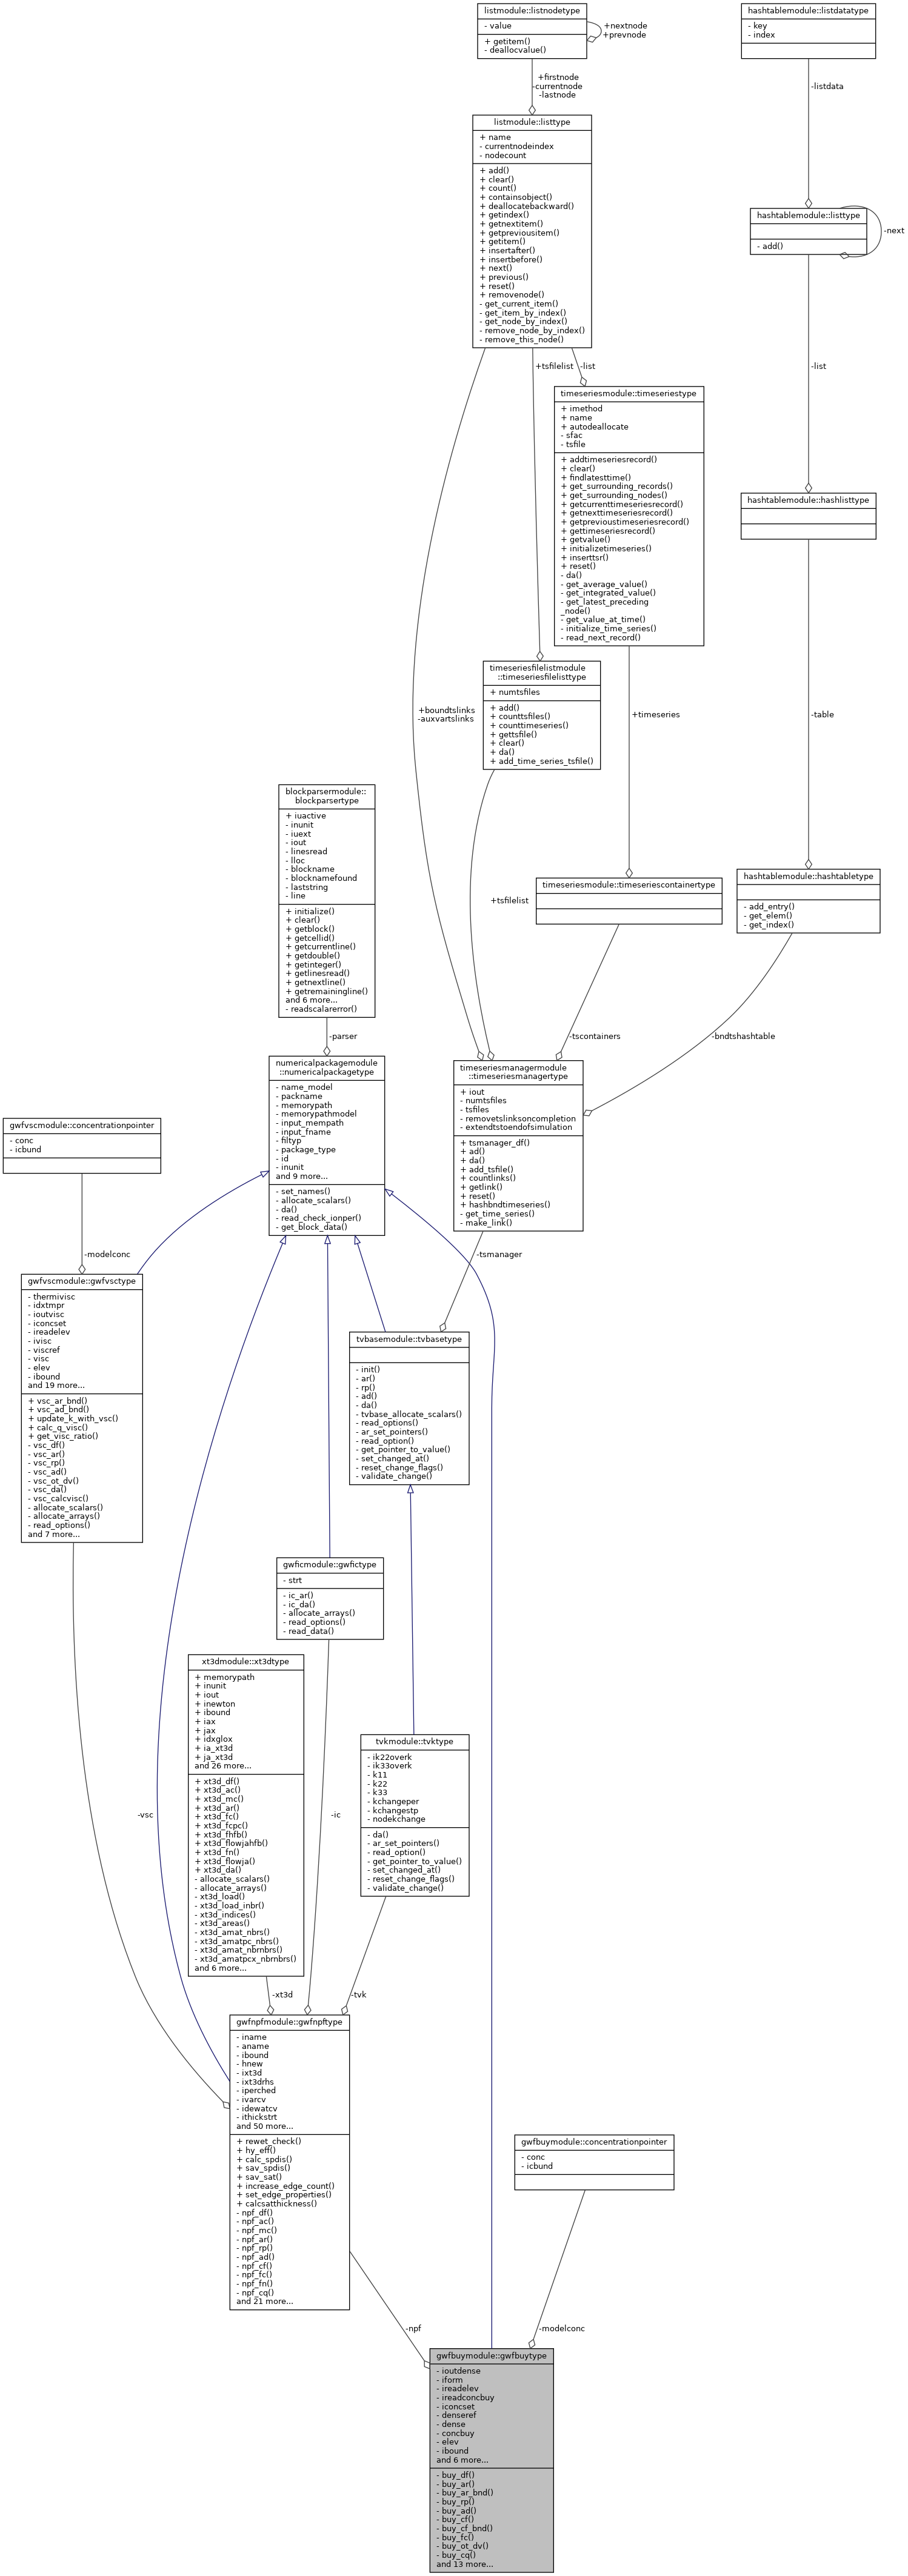 listmodule::listnodetype
- value
+ getitem()
- deallocvalue()
+nextnode
+prevnode
hashtablemodule::listdatatype
- key
- index
+firstnode
-currentnode
-lastnode
-listdata
listmodule::listtype
+ name
- currentnodeindex
- nodecount
+ add()
+ clear()
+ count()
+ containsobject()
+ deallocatebackward()
+ getindex()
+ getnextitem()
+ getpreviousitem()
+ getitem()
+ insertafter()
+ insertbefore()
+ next()
+ previous()
+ reset()
+ removenode()
- get_current_item()
- get_item_by_index()
- get_node_by_index()
- remove_node_by_index()
- remove_this_node()
hashtablemodule::listtype
- add()
-next
+tsfilelist
-list
-list
timeseriesmodule::timeseriestype
+ imethod
+ name
+ autodeallocate
- sfac
- tsfile
+ addtimeseriesrecord()
+ clear()
+ findlatesttime()
+ get_surrounding_records()
+ get_surrounding_nodes()
+ getcurrenttimeseriesrecord()
+ getnexttimeseriesrecord()
+ getprevioustimeseriesrecord()
+ gettimeseriesrecord()
+ getvalue()
+ initializetimeseries()
+ inserttsr()
+ reset()
- da()
- get_average_value()
- get_integrated_value()
- get_latest_preceding
_node()
- get_value_at_time()
- initialize_time_series()
- read_next_record()
hashtablemodule::hashlisttype
timeseriesfilelistmodule
::timeseriesfilelisttype
+ numtsfiles
+ add()
+ counttsfiles()
+ counttimeseries()
+ gettsfile()
+ clear()
+ da()
+ add_time_series_tsfile()
+boundtslinks
-auxvartslinks
+timeseries
-table
blockparsermodule::
blockparsertype
+ iuactive
- inunit
- iuext
- iout
- linesread
- lloc
- blockname
- blocknamefound
- laststring
- line
+ initialize()
+ clear()
+ getblock()
+ getcellid()
+ getcurrentline()
+ getdouble()
+ getinteger()
+ getlinesread()
+ getnextline()
+ getremainingline()
and 6 more...
- readscalarerror()
+tsfilelist
timeseriesmodule::timeseriescontainertype
hashtablemodule::hashtabletype
- add_entry()
- get_elem()
- get_index()
-parser
-tscontainers
-bndtshashtable
numericalpackagemodule
::numericalpackagetype
- name_model
- packname
- memorypath
- memorypathmodel
- input_mempath
- input_fname
- filtyp
- package_type
- id
- inunit
and 9 more...
- set_names()
- allocate_scalars()
- da()
- read_check_ionper()
- get_block_data()
timeseriesmanagermodule
::timeseriesmanagertype
+ iout
- numtsfiles
- tsfiles
- removetslinksoncompletion
- extendtstoendofsimulation
+ tsmanager_df()
+ ad()
+ da()
+ add_tsfile()
+ countlinks()
+ getlink()
+ reset()
+ hashbndtimeseries()
- get_time_series()
- make_link()
gwfvscmodule::concentrationpointer
- conc
- icbund
-modelconc
-tsmanager
gwfvscmodule::gwfvsctype
- thermivisc
- idxtmpr
- ioutvisc
- iconcset
- ireadelev
- ivisc
- viscref
- visc
- elev
- ibound
and 19 more...
+ vsc_ar_bnd()
+ vsc_ad_bnd()
+ update_k_with_vsc()
+ calc_q_visc()
+ get_visc_ratio()
- vsc_df()
- vsc_ar()
- vsc_rp()
- vsc_ad()
- vsc_ot_dv()
- vsc_da()
- vsc_calcvisc()
- allocate_scalars()
- allocate_arrays()
- read_options()
and 7 more...
tvbasemodule::tvbasetype
- init()
- ar()
- rp()
- ad()
- da()
- tvbase_allocate_scalars()
- read_options()
- ar_set_pointers()
- read_option()
- get_pointer_to_value()
- set_changed_at()
- reset_change_flags()
- validate_change()
gwficmodule::gwfictype
- strt
- ic_ar()
- ic_da()
- allocate_arrays()
- read_options()
- read_data()
xt3dmodule::xt3dtype
+ memorypath
+ inunit
+ iout
+ inewton
+ ibound
+ iax
+ jax
+ idxglox
+ ia_xt3d
+ ja_xt3d
and 26 more...
+ xt3d_df()
+ xt3d_ac()
+ xt3d_mc()
+ xt3d_ar()
+ xt3d_fc()
+ xt3d_fcpc()
+ xt3d_fhfb()
+ xt3d_flowjahfb()
+ xt3d_fn()
+ xt3d_flowja()
+ xt3d_da()
- allocate_scalars()
- allocate_arrays()
- xt3d_load()
- xt3d_load_inbr()
- xt3d_indices()
- xt3d_areas()
- xt3d_amat_nbrs()
- xt3d_amatpc_nbrs()
- xt3d_amat_nbrnbrs()
- xt3d_amatpcx_nbrnbrs()
and 6 more...
tvkmodule::tvktype
- ik22overk
- ik33overk
- k11
- k22
- k33
- kchangeper
- kchangestp
- nodekchange
- da()
- ar_set_pointers()
- read_option()
- get_pointer_to_value()
- set_changed_at()
- reset_change_flags()
- validate_change()
-vsc
-ic
-xt3d
-tvk
gwfnpfmodule::gwfnpftype
- iname
- aname
- ibound
- hnew
- ixt3d
- ixt3drhs
- iperched
- ivarcv
- idewatcv
- ithickstrt
and 50 more...
+ rewet_check()
+ hy_eff()
+ calc_spdis()
+ sav_spdis()
+ sav_sat()
+ increase_edge_count()
+ set_edge_properties()
+ calcsatthickness()
- npf_df()
- npf_ac()
- npf_mc()
- npf_ar()
- npf_rp()
- npf_ad()
- npf_cf()
- npf_fc()
- npf_fn()
- npf_cq()
and 21 more...
gwfbuymodule::concentrationpointer
- conc
- icbund
-npf
-modelconc
gwfbuymodule::gwfbuytype
- ioutdense
- iform
- ireadelev
- ireadconcbuy
- iconcset
- denseref
- dense
- concbuy
- elev
- ibound
and 6 more...
- buy_df()
- buy_ar()
- buy_ar_bnd()
- buy_rp()
- buy_ad()
- buy_cf()
- buy_cf_bnd()
- buy_fc()
- buy_ot_dv()
- buy_cq()
and 13 more...